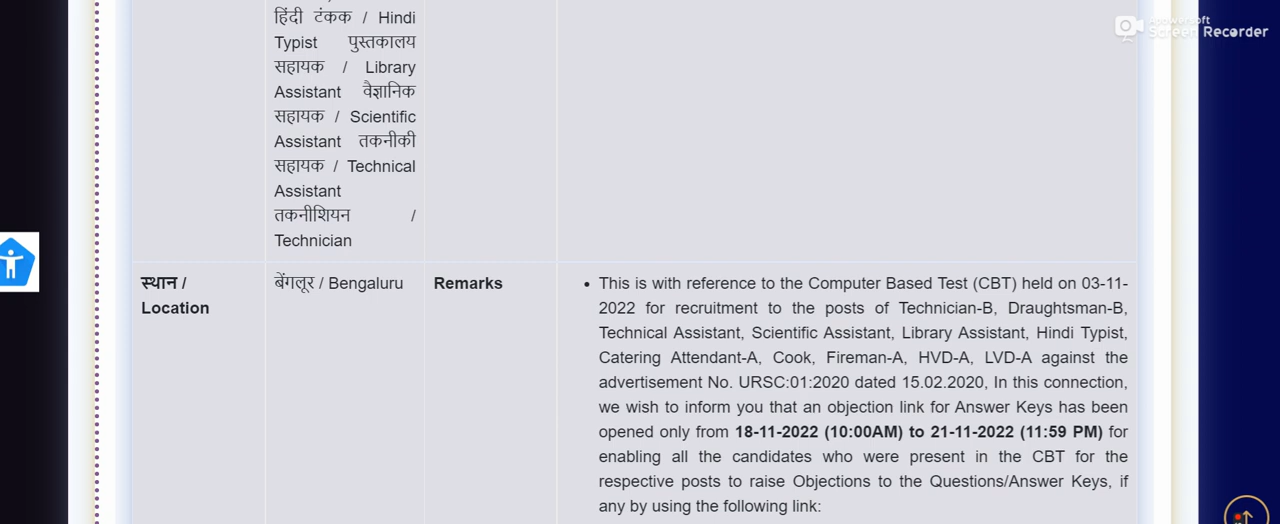 हिंदी टंकक / Hindi
Typist पुस्तकालय
सहायक / Library
Assistant वैज्ञानिक
सहायक / Scientific
Assistant तकनीकी
सहायक / Technical
Assistant
तकनीशियन /
Technician
स्थान /
Location
बेंगलूर / Bengaluru
Remarks
• This is with reference to the Computer Based Test (CBT) held on 03-11-
2022 for recruitment to the posts of Technician-B, Draughtsman-B,
Technical Assistant, Scientific Assistant, Library Assistant, Hindi Typist,
Catering Attendant-A, Cook, Fireman-A, HVD-A, LVD-A against the
advertisement No. URSC:01:2020 dated 15.02.2020, In this connection,
we wish to inform you that an objection link for Answer Keys has been
opened only from 18-11-2022 (10:00AM) to 21-11-2022 (11:59 PM) for
enabling all the candidates who were present in the CBT for the
respective posts to raise Objections to the Questions/Answer Keys, if
any by using the following link:
Apowersoft
Screen Recorder